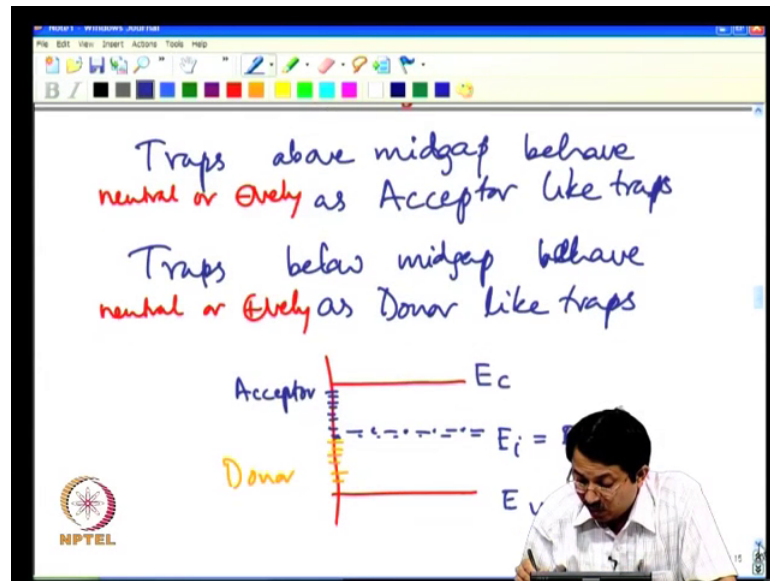 Note1 - Windows Journal
File Edit View Insert Actions Tools Help
B I
Traps above midgap behave
neutral or ⊖vely as Acceptor like traps
Traps below midgap behave
neutral or ⊕vely as Donor like traps
Ec
Acceptor
Ei =
Donor
Ev
NPTEL
15